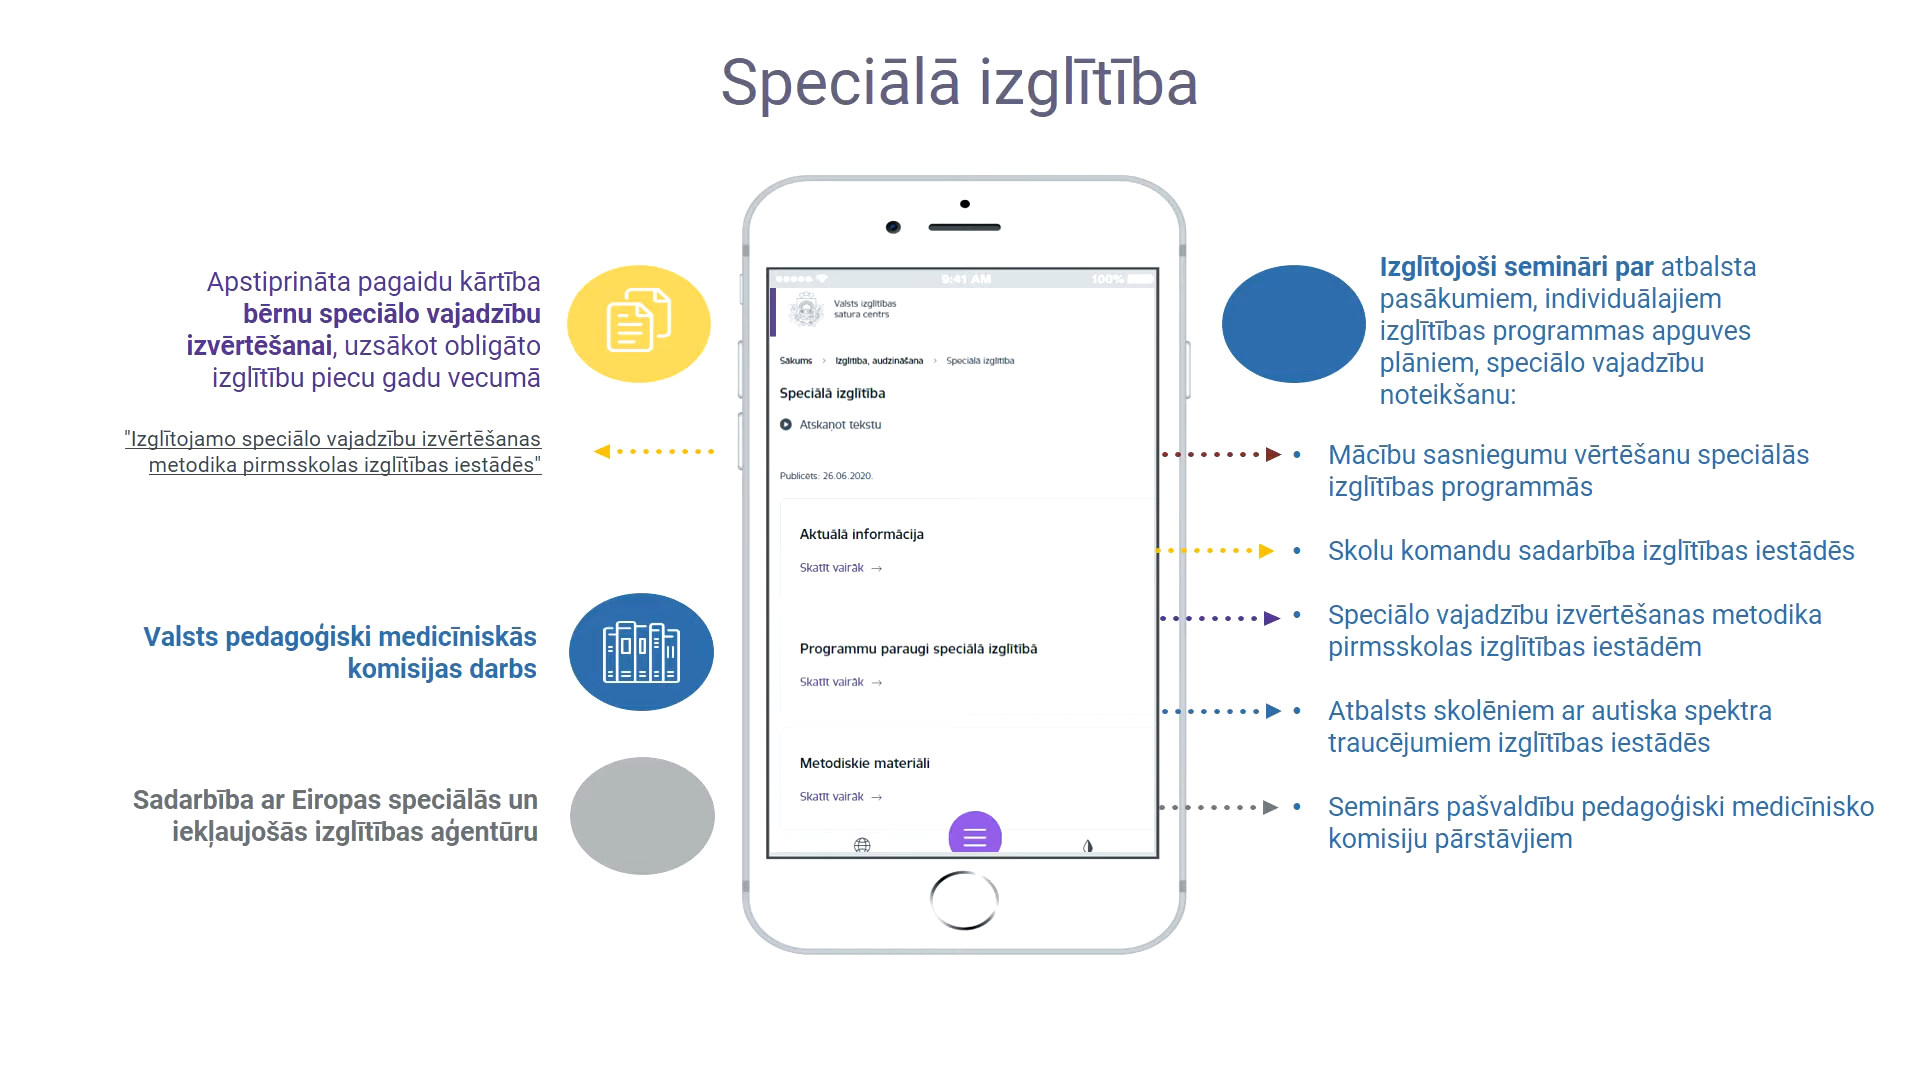 Speciālā izglītība
Apstiprināta pagaidu kārtība
bērnu speciālo vajadzību
izvērtēšanai, uzsākot obligāto
izglītību piecu gadu vecumā
"Izglītojamo speciālo vajadzību izvērtēšanas
metodika pirmsskolas izglītības iestādēs"
Valsts pedagoģiski medicīniskās
komisijas darbs
Sadarbība ar Eiropas speciālās un
iekļaujošās izglītības aģentūru
9:41 AM
100%
Valsts izglītības
satura centrs
Sākums > Izglītība, audzināšana > Speciālā izglītība
Speciālā izglītība
Atskaņot tekstu
Publicēts: 26.06.2020.
Aktuālā informācija
Skatīt vairāk →
Programmu paraugi speciālā izglītībā
Skatīt vairāk →
Metodiskie materiāli
Skatīt vairāk →
Izglītojoši semināri par atbalsta
pasākumiem, individuālajiem
izglītības programmas apguves
plāniem, speciālo vajadzību
noteikšanu:
• Mācību sasniegumu vērtēšanu speciālās
izglītības programmās
• Skolu komandu sadarbība izglītības iestādēs
• Speciālo vajadzību izvērtēšanas metodika
pirmsskolas izglītības iestādēm
• Atbalsts skolēniem ar autiska spektra
traucējumiem izglītības iestādēs
• Seminārs pašvaldību pedagoģiski medicīnisko
komisiju pārstāvjiem